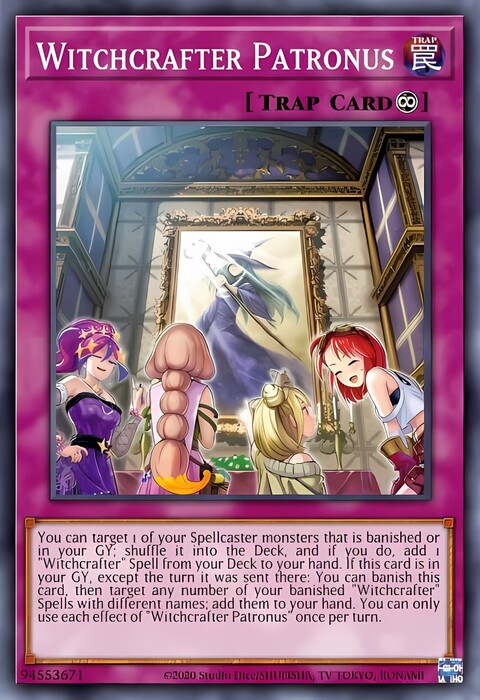 WITCHCRAFTER PATRONUS
TRAP
罠
[TRAP CARD∞]
You can target 1 of your Spellcaster monsters that is banished or
in your GY; shuffle it into the Deck, and if you do, add 1
"Witchcrafter" Spell from your Deck to your hand. If this card is in
your GY, except the turn it was sent there: You can banish this
card, then target any number of your banished "Witchcrafter"
Spells with different names; add them to your hand. You can only
use each effect of "Witchcrafter Patronus" once per turn.
94553671
©2020 Studio Dice/SHUEISHA, TV TOKYO, KONAMI